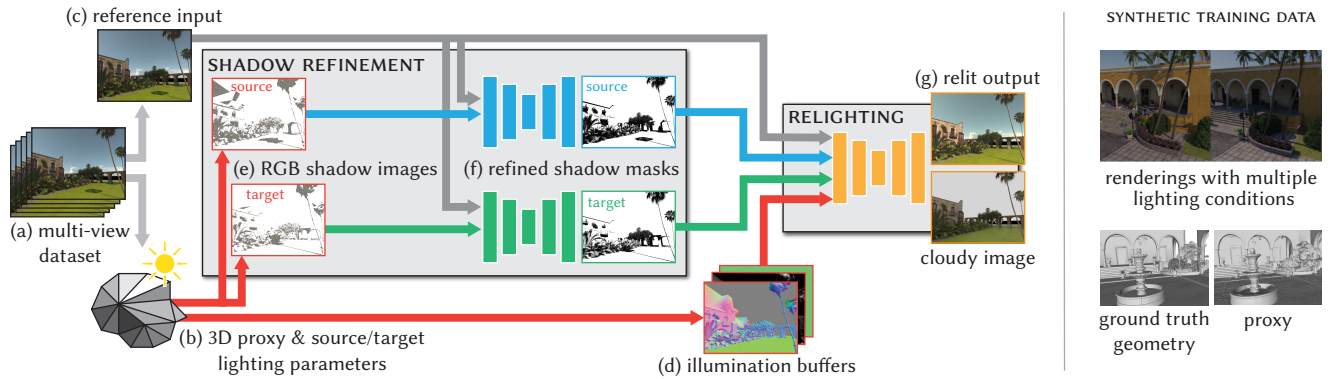 (c) reference input
SHADOW REFINEMENT
source
source
(e) RGB shadow images
(f) refined shadow masks
target
target
(a) multi-view
dataset
(b) 3D proxy & source/target
lighting parameters
(d) illumination buffers
RELIGHTING
(g) relit output
cloudy image
SYNTHETIC TRAINING DATA
renderings with multiple
lighting conditions
ground truth
geometry
proxy